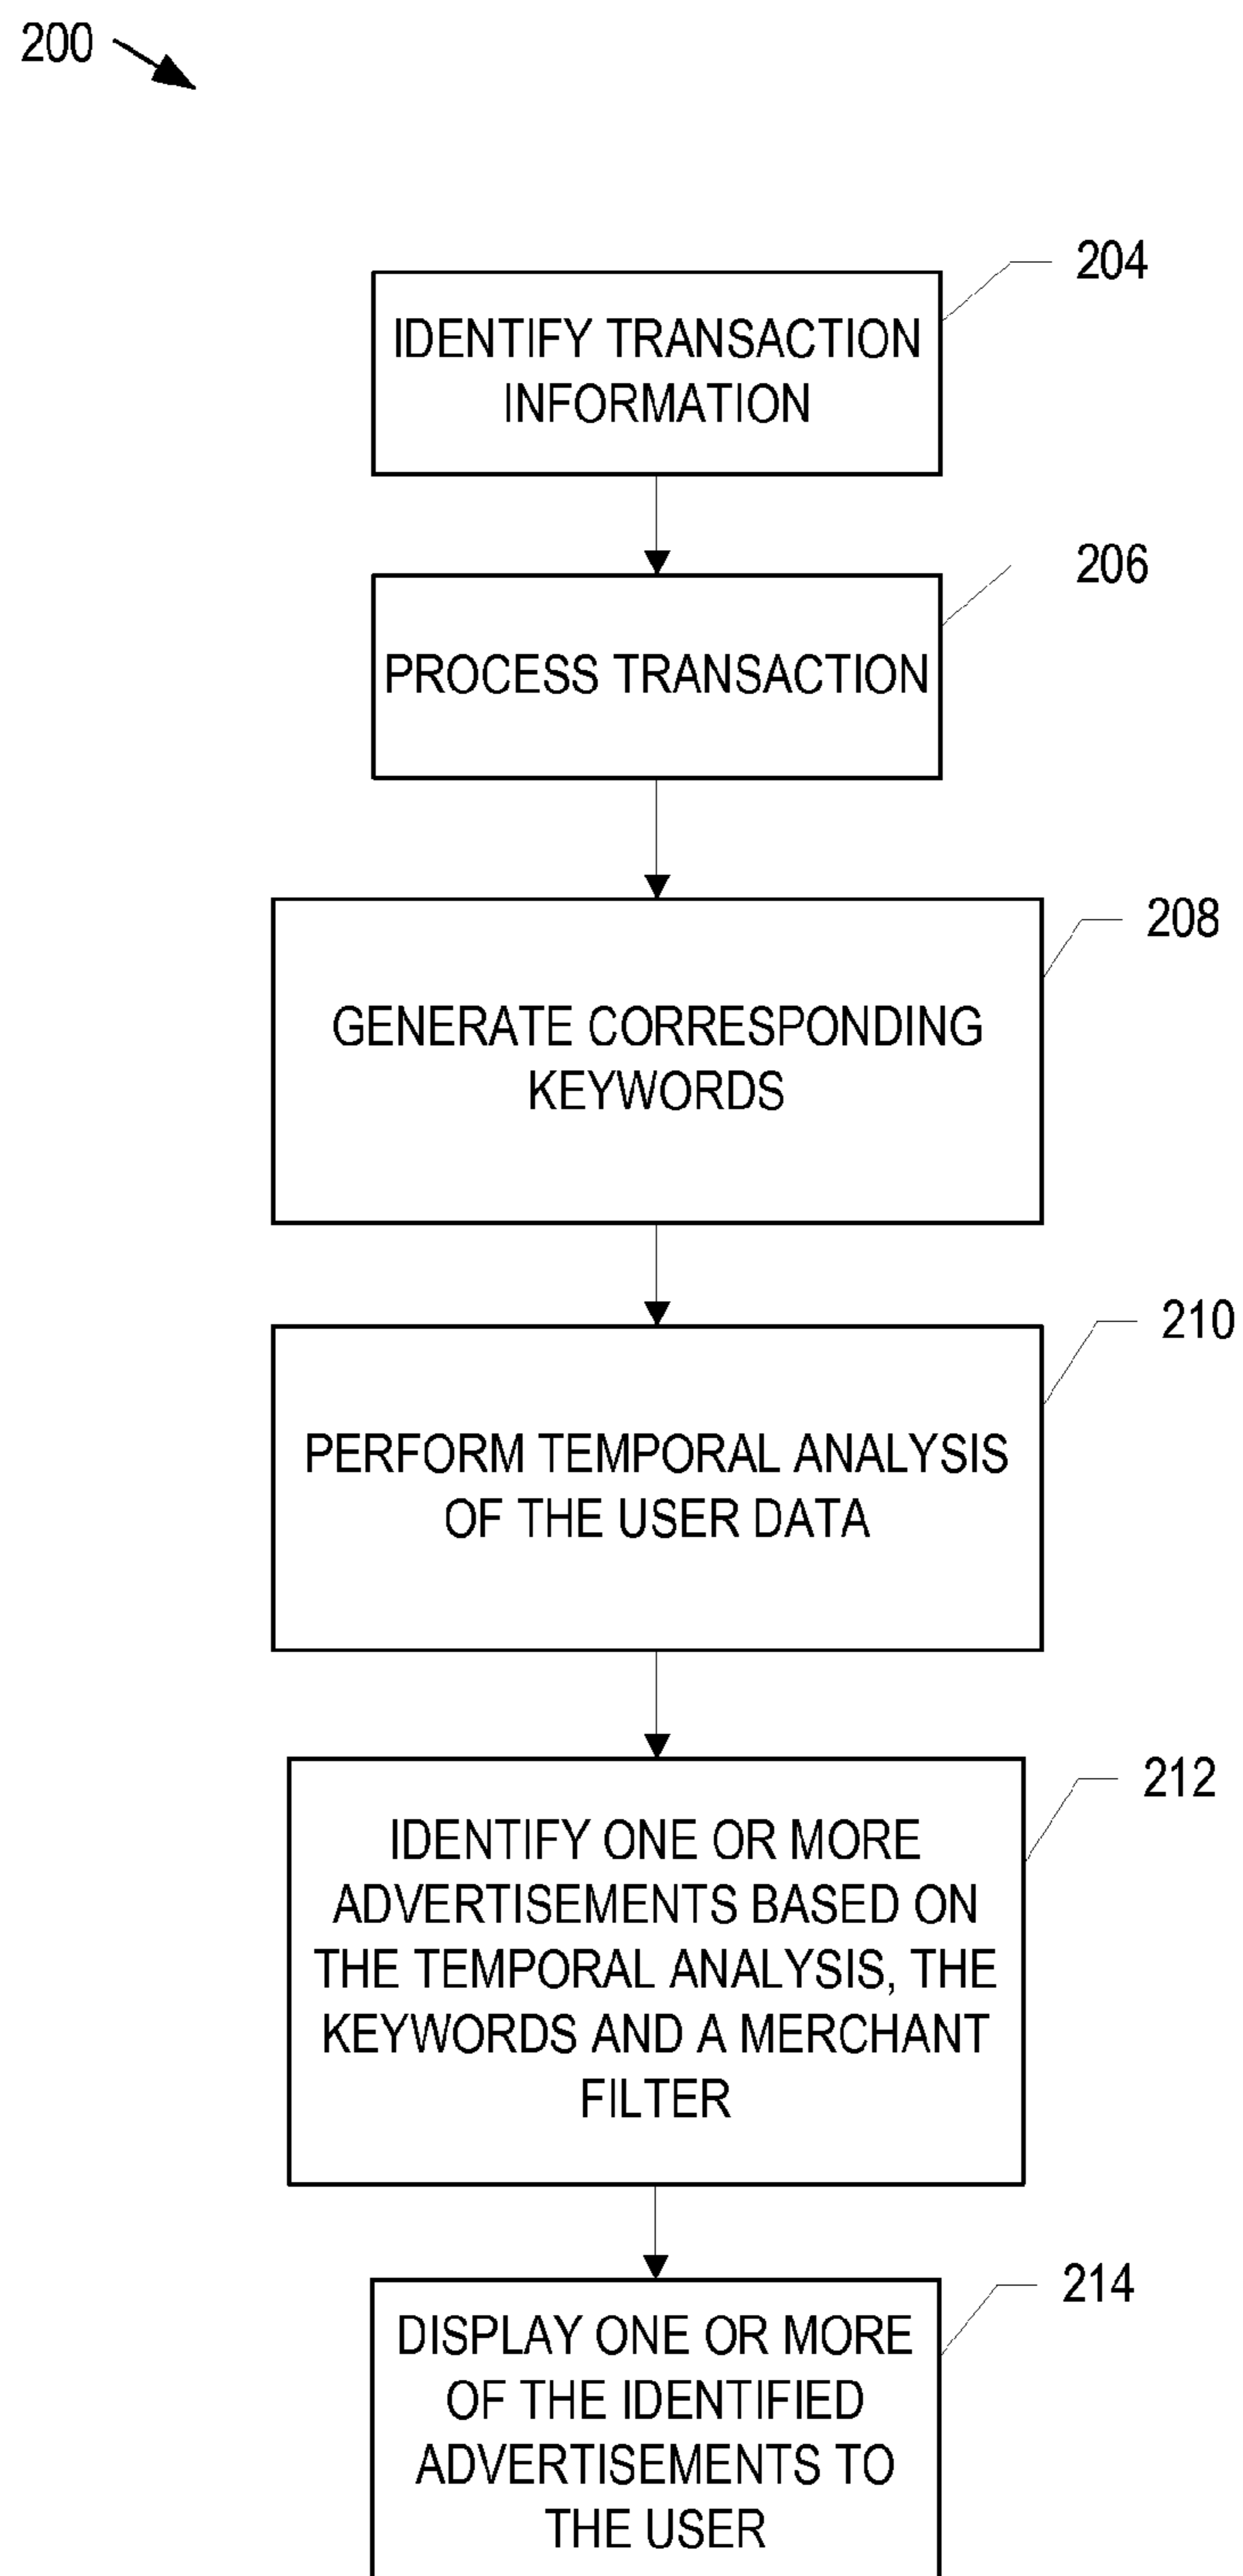 200
204
IDENTIFY TRANSACTION
INFORMATION
206
PROCESS TRANSACTION
208
GENERATE CORRESPONDING
KEYWORDS
210
PERFORM TEMPORAL ANALYSIS
OF THE USER DATA
212
IDENTIFY ONE OR MORE
ADVERTISEMENTS BASED ON
THE TEMPORAL ANALYSIS, THE
KEYWORDS AND A MERCHANT
FILTER
214
DISPLAY ONE OR MORE
OF THE IDENTIFIED
ADVERTISEMENTS TO
THE USER